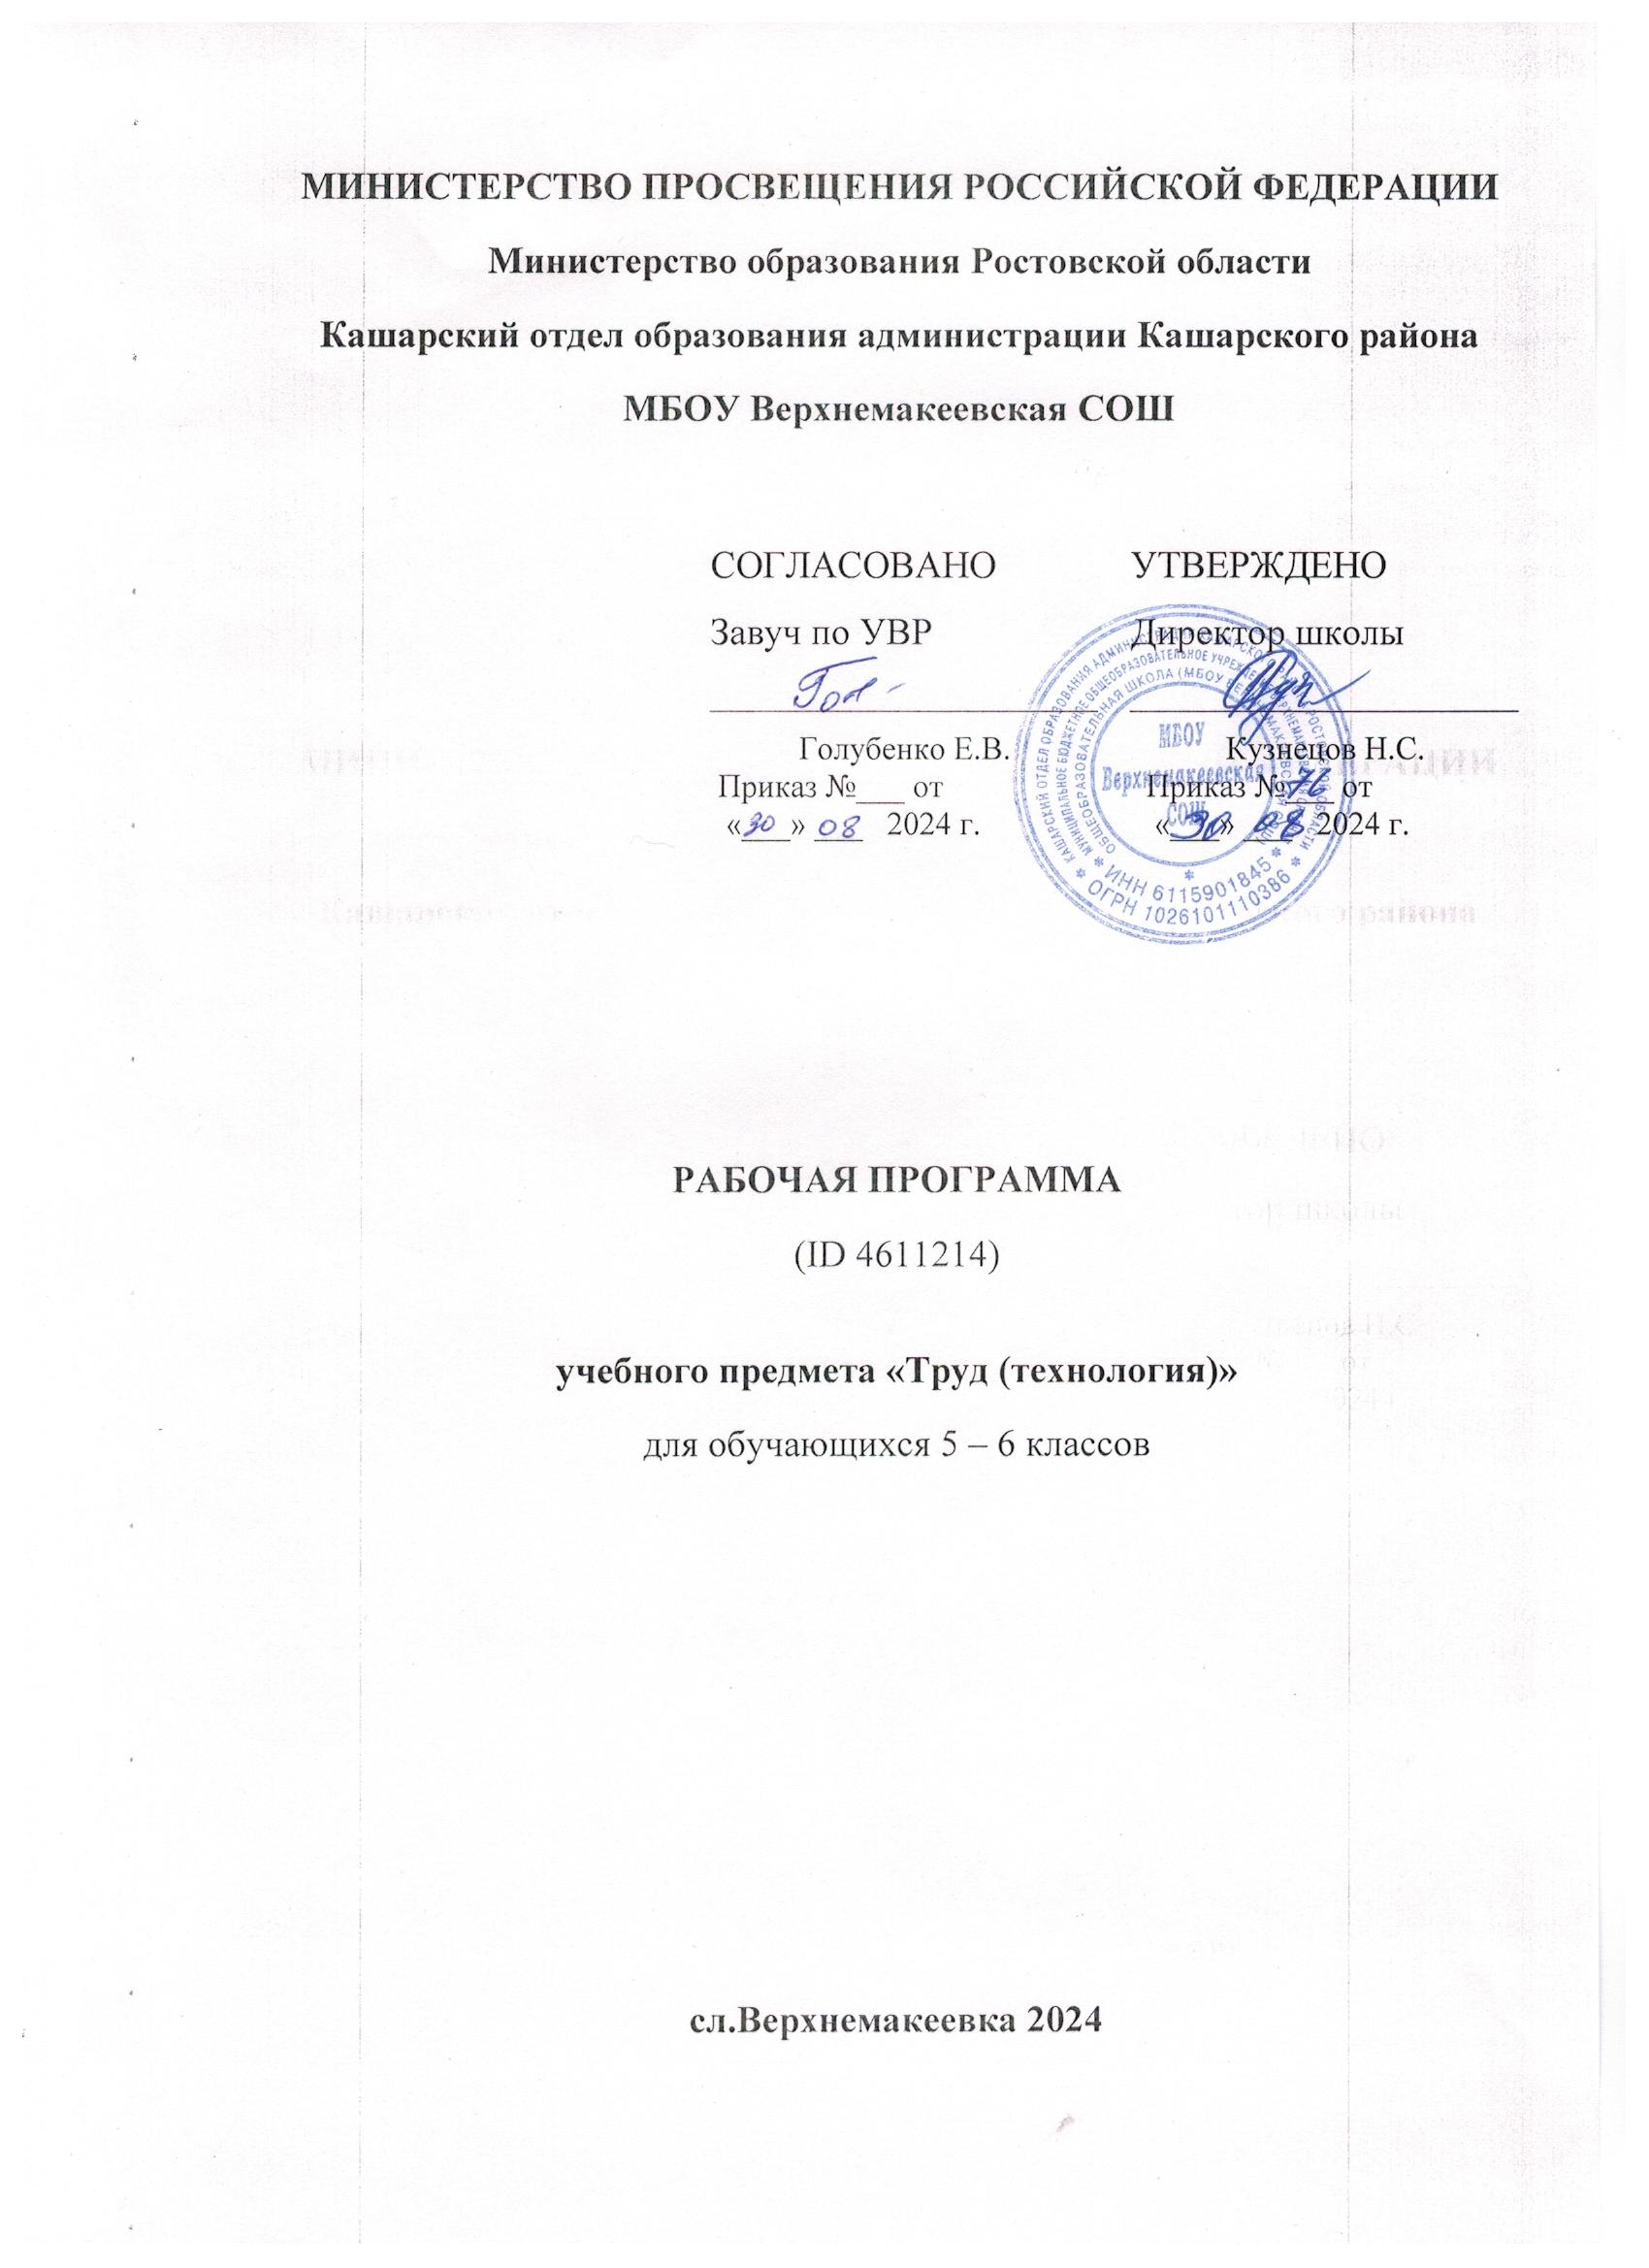 МИНИСТЕРСТВО ПРОСВЕЩЕНИЯ РОССИЙСКОЙ ФЕДЕРАЦИИ
Министерство образования Ростовской области
Кашарский отдел образования администрации Кашарского района
МБОУ Верхнемакеевская СОШ
СОГЛАСОВАНО
Завуч по УВР
Голубенко Е.В.
Приказ №___ от
«30» 08 2024 г.
УТВЕРЖДЕНО
Директор школы
Кузнецов Н.С.
Приказ № 76 от
«30» 08 2024 г.
МБОУ
Верхнемакеевская
СОШ
* ИНН 6115901845 *
* ОГРН 1026101110386 *
РАБОЧАЯ ПРОГРАММА
(ID 4611214)
учебного предмета «Труд (технология)»
для обучающихся 5 – 6 классов
сл.Верхнемакеевка 2024